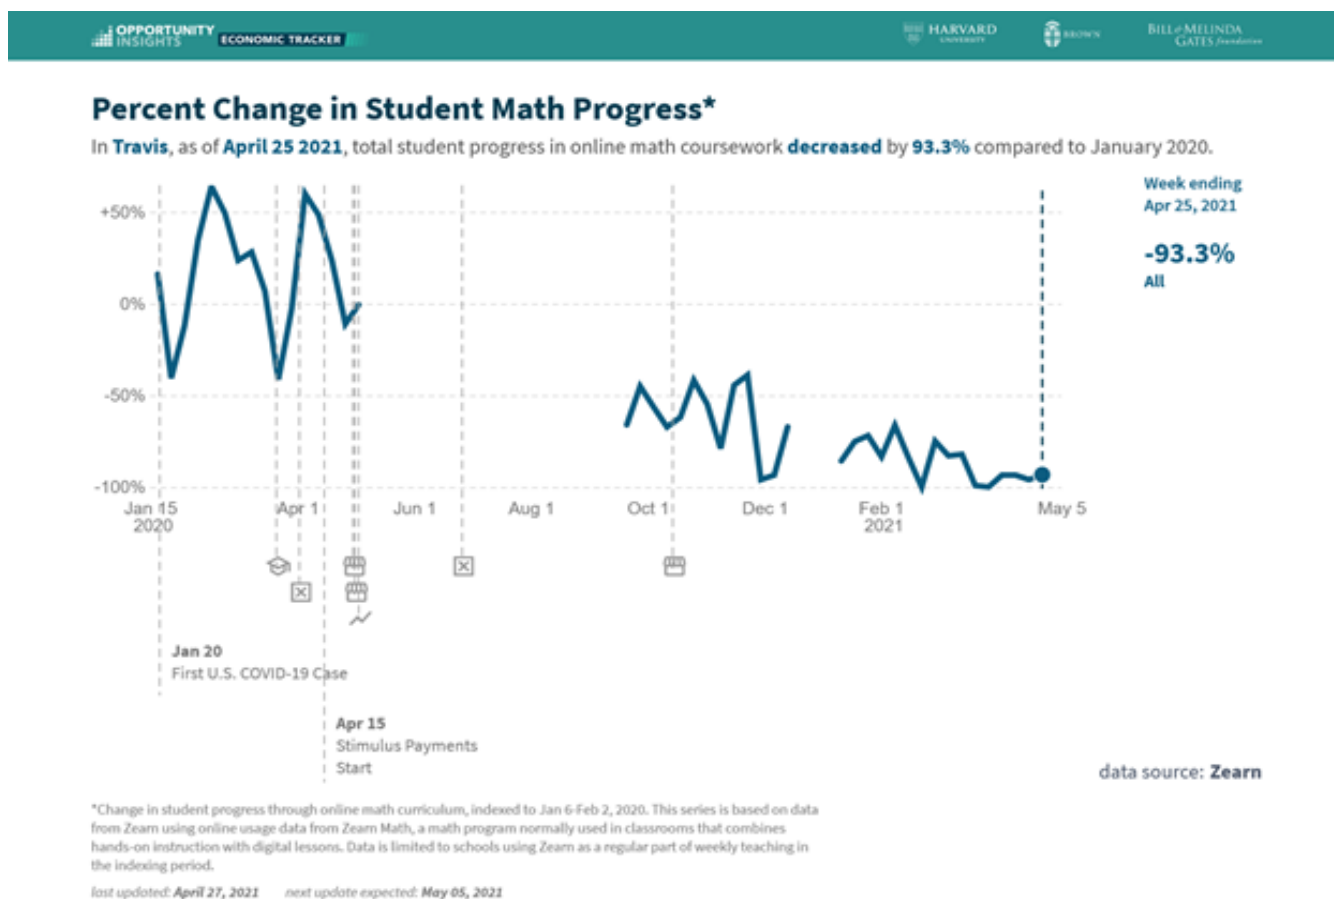 OPPORTUNITY
INSIGHTS
ECONOMIC TRACKER
HARVARD
UNIVERSITY
BROWN
BILL & MELINDA
GATES foundation
Percent Change in Student Math Progress*
In Travis, as of April 25 2021, total student progress in online math coursework decreased by 93.3% compared to January 2020.
Week ending
Apr 25, 2021
-93.3%
All
+50%
0%
-50%
-100%
Jan 15 Apr 1 Jun 1 Aug 1 Oct 1 Dec 1 Feb 1 May 5
2020 2021
Jan 20
First U.S. COVID-19 Case
Apr 15
Stimulus Payments
Start
data source: Zearn
*Change in student progress through online math curriculum, indexed to Jan 6-Feb 2, 2020. This series is based on data
from Zearn using online usage data from Zearn Math, a math program normally used in classrooms that combines
hands-on instruction with digital lessons. Data is limited to schools using Zearn as a regular part of weekly teaching in
the indexing period.
last updated: April 27, 2021 next update expected: May 05, 2021